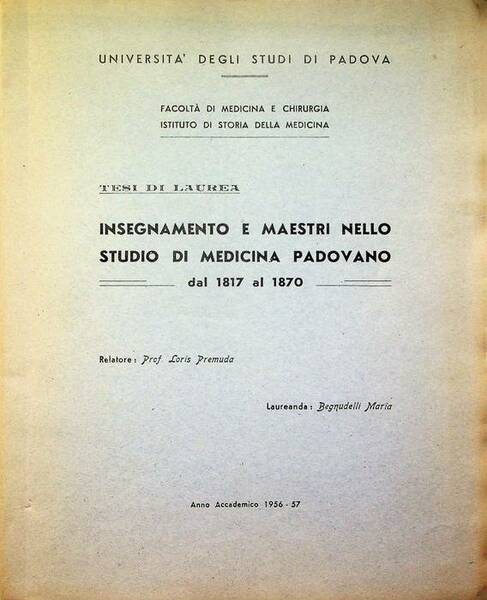 UNIVERSITA' DEGLI STUDI DI PADOVA
FACOLTÀ DI MEDICINA E CHIRURGIA
ISTITUTO DI STORIA DELLA MEDICINA
TESI DI LAUREA
INSEGNAMENTO E MAESTRI NELLO
STUDIO DI MEDICINA PADOVANO
dal 1817 al 1870
Relatore : Prof. Loris Premuda
Laureanda : Begnudelli Maria
Anno Accademico 1956 - 57